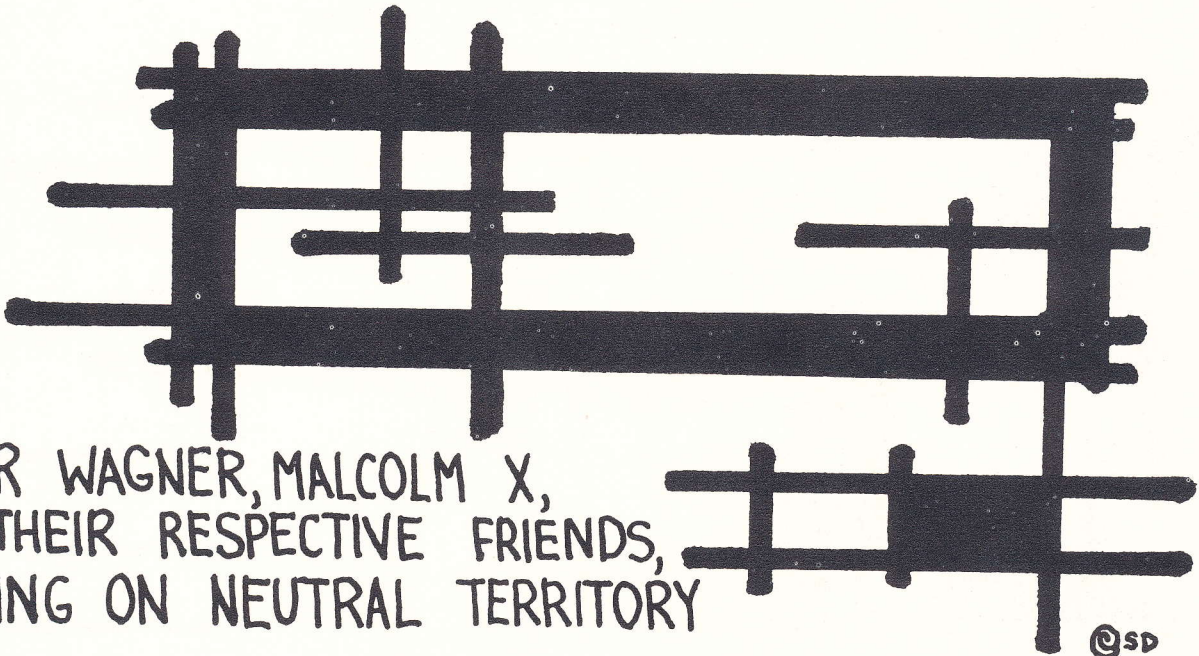 R WAGNER, MALCOLM X,
THEIR RESPECTIVE FRIENDS,
ING ON NEUTRAL TERRITORY
©SD